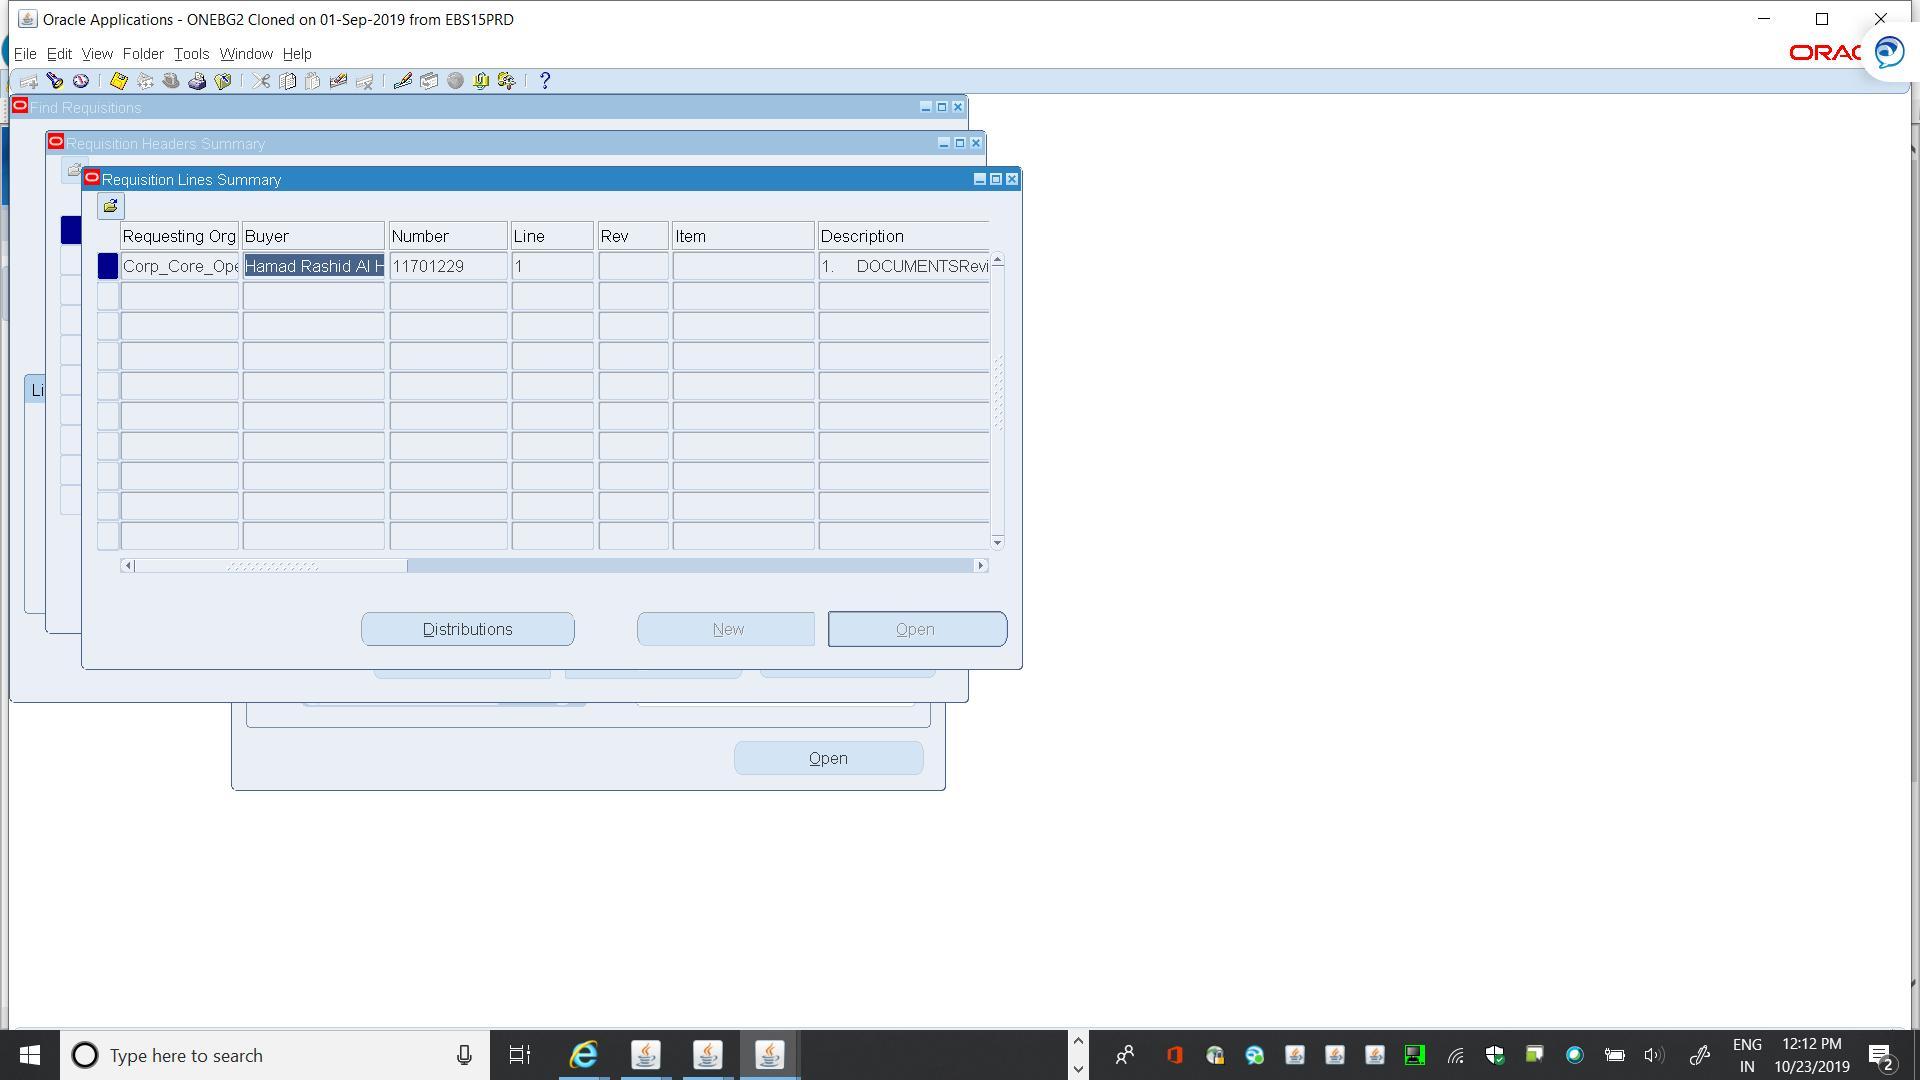 Oracle Applications - ONEBG2 Cloned on 01-Sep-2019 from EBS15PRD
File Edit View Folder Tools Window Help
ORAC
Find Requisitions
Requisition Headers Summary
Requisition Lines Summary
Requesting Org Buyer Number Line Rev Item Description
Corp_Core_Ope Hamad Rashid Al H 11701229 1 1. DOCUMENTSRevi
Li
Distributions New Open
Open
Type here to search
ENG
IN
12:12 PM
10/23/2019
2